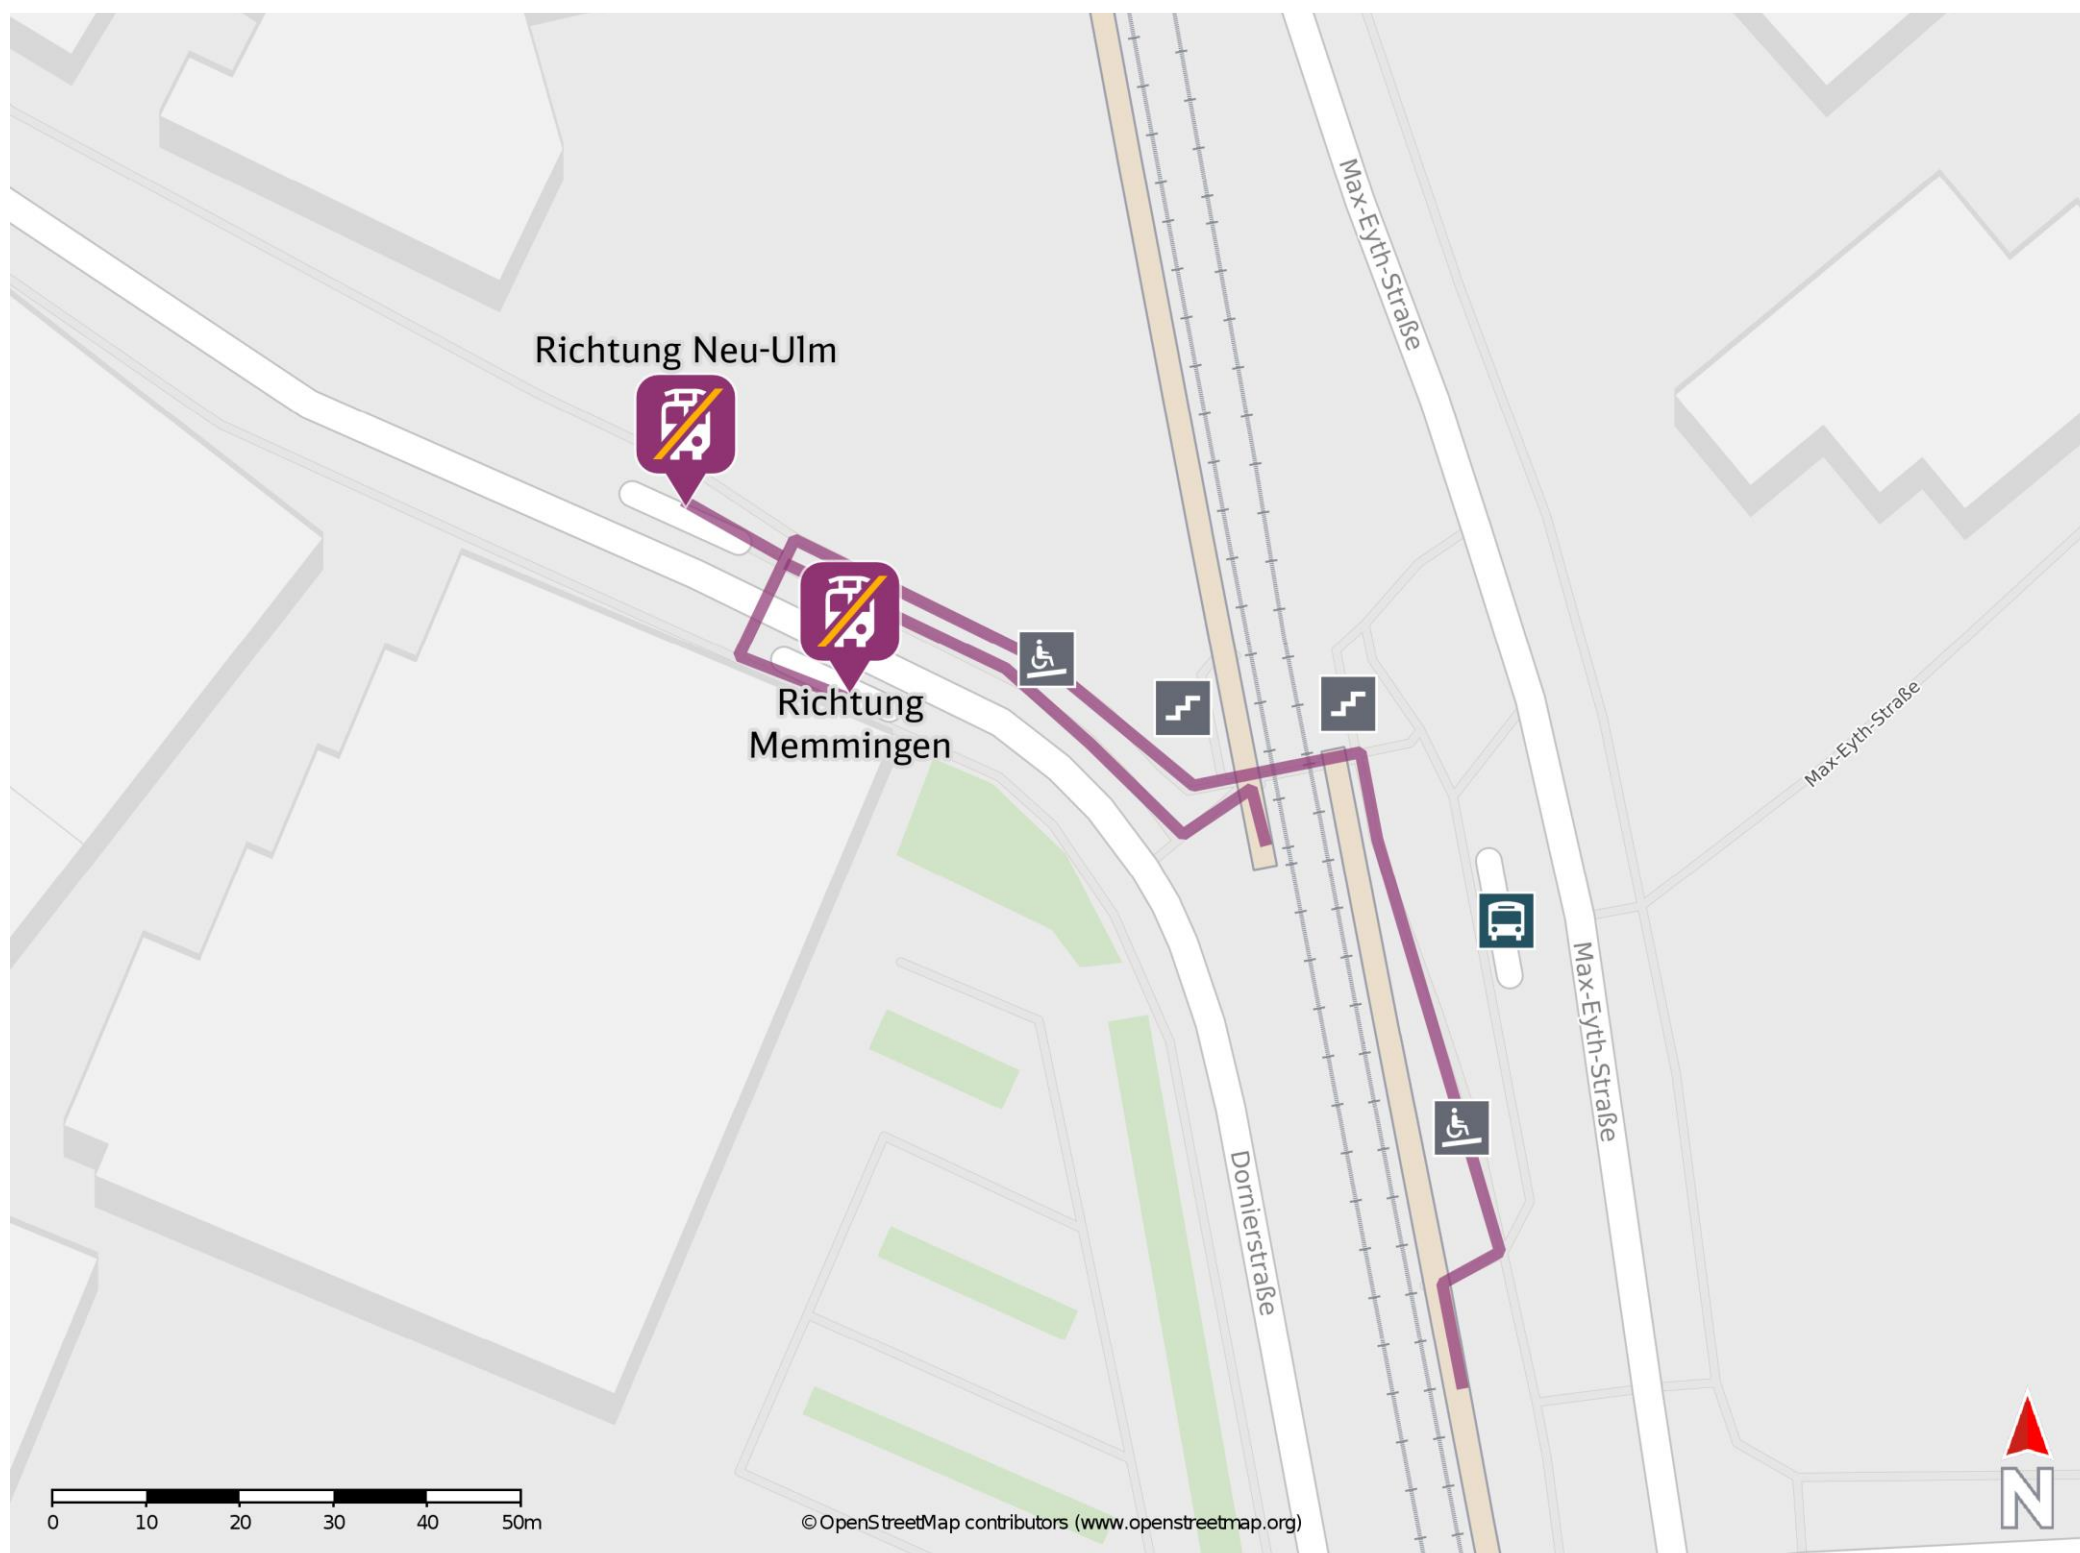 Max-Eyth-Straße
Richtung Neu-Ulm
Richtung
Memmingen
Max-Eyth-Straße
Max-Eyth-Straße
Dornierstraße
N
0 10 20 30 40 50m
©OpenStreetMap contributors (www.openstreetmap.org)